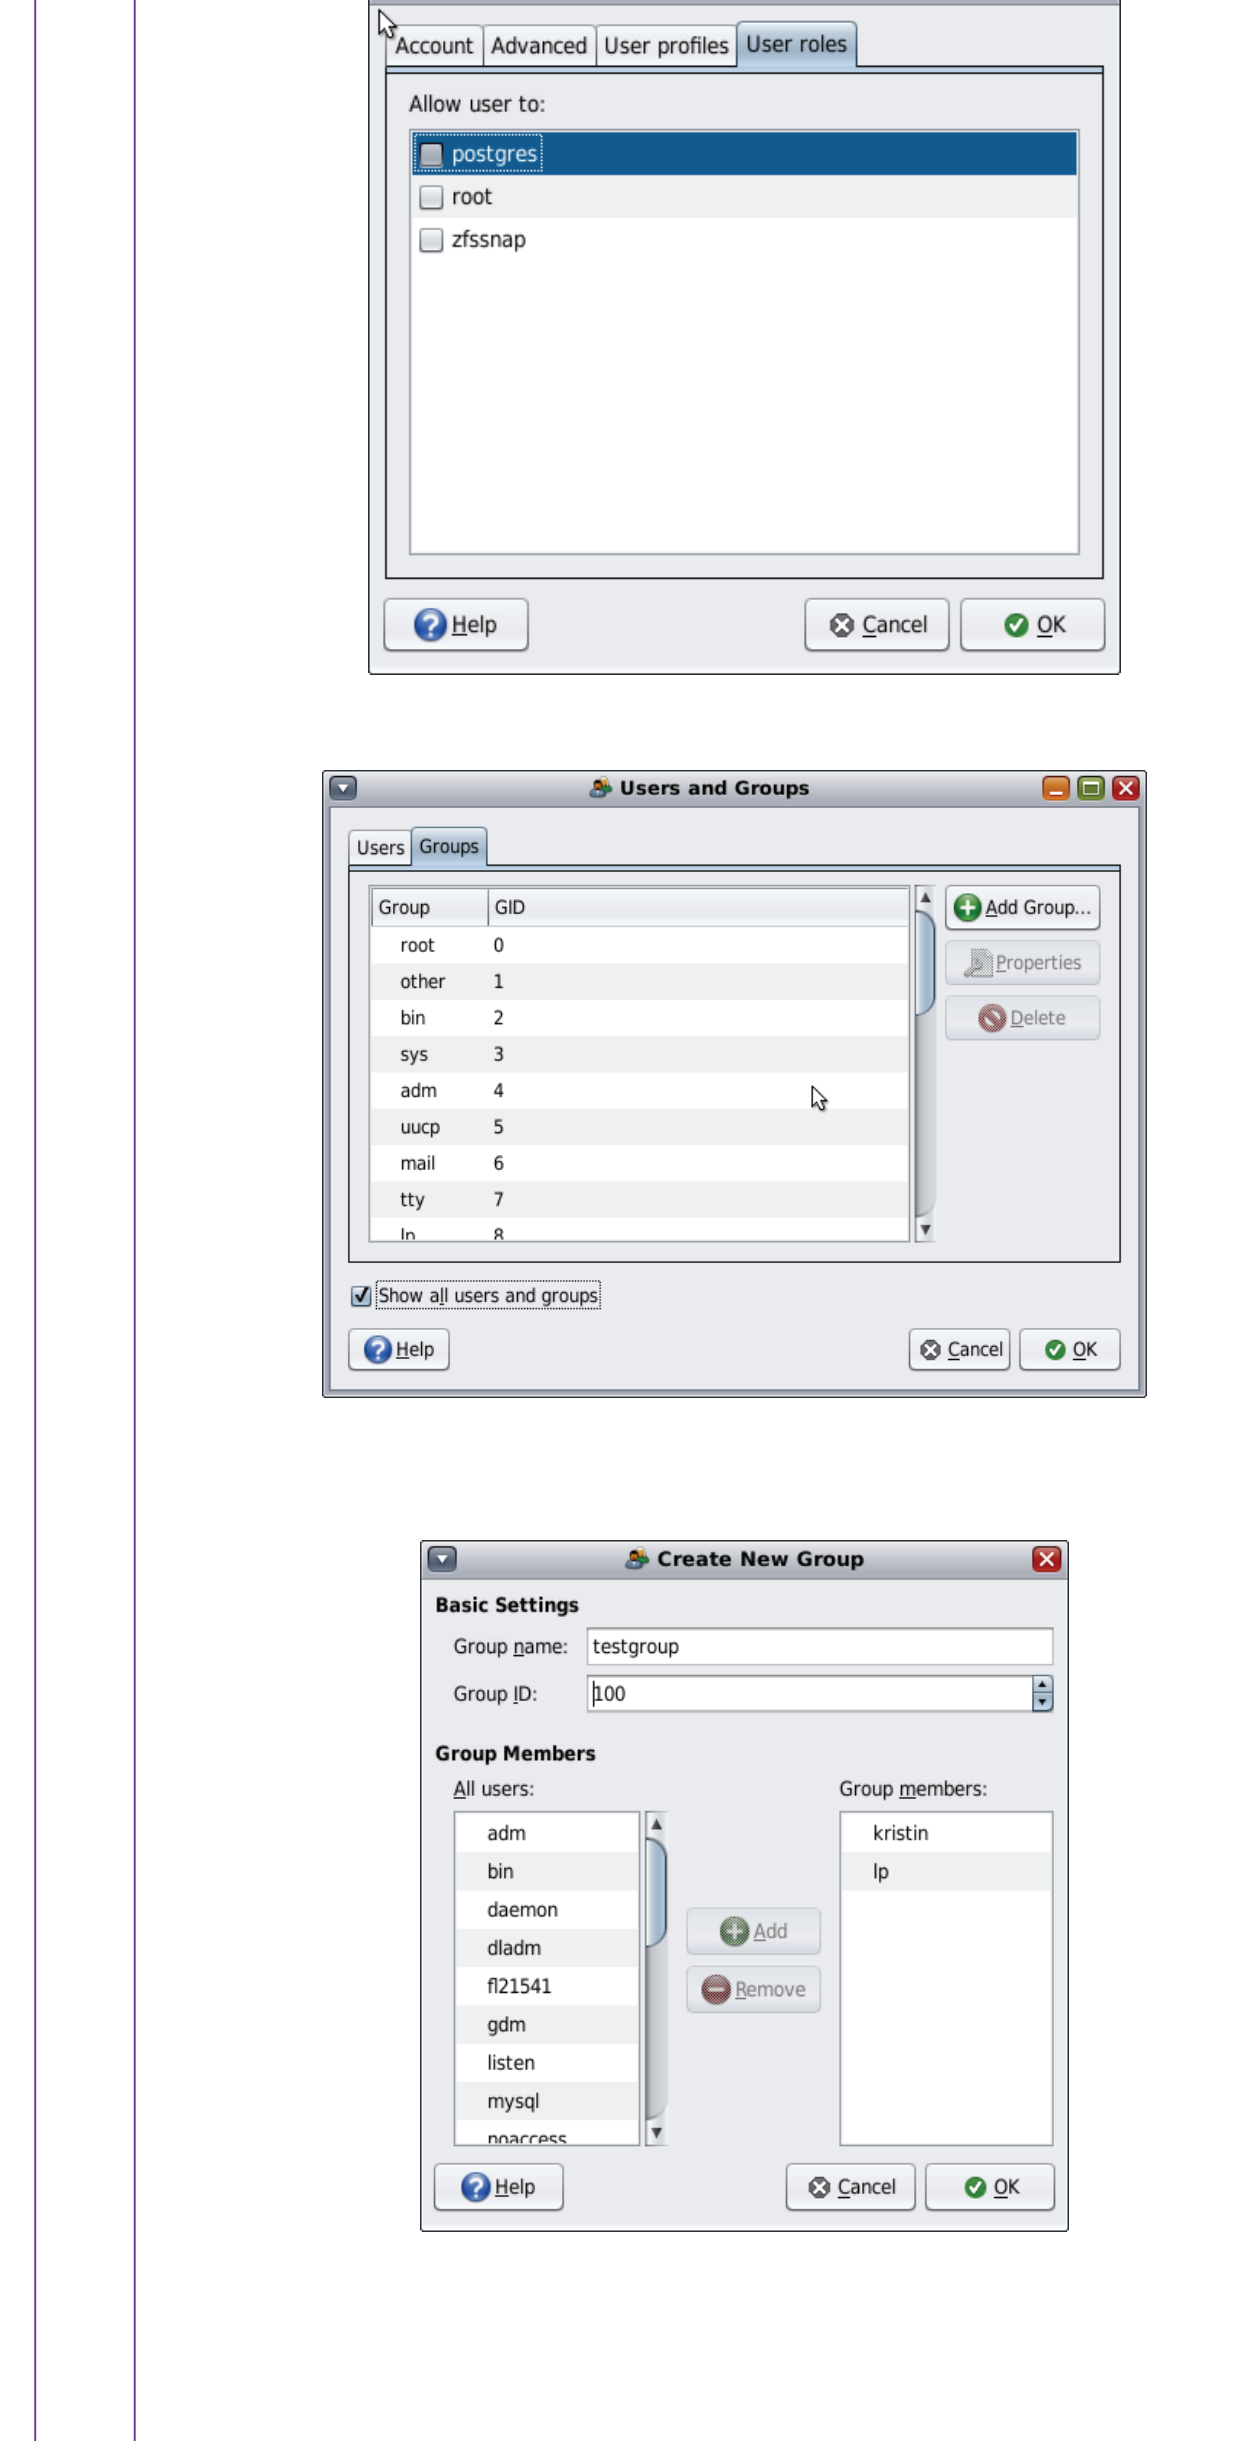 Account Advanced User profiles User roles
Allow user to:
postgres
root
zfssnap
Help Cancel OK
Users and Groups
Users Groups
Group GID
Add Group...
root 0
Properties
other 1
Delete
bin 2
sys 3
adm 4
uucp 5
mail 6
tty 7
lp 8
Show all users and groups
Help Cancel OK
Create New Group
Basic Settings
Group name: testgroup
Group ID: 100
Group Members
All users: Group members:
adm
bin
daemon
dladm
fl21541
gdm
listen
mysql
noaccess
Add
Remove
kristin
lp
Help Cancel OK